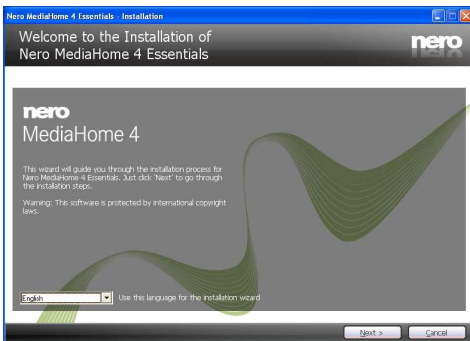 Nero MediaHome 4 Essentials - Installation
Welcome to the Installation of
Nero MediaHome 4 Essentials
nero
nero
MediaHome 4
This wizard will guide you through the installation process for
Nero MediaHome 4 Essentials. Just click 'Next' to go through
the installation steps.
Warning: This software is protected by international copyright
laws.
English
Use this language for the installation wizard
Next >
Cancel